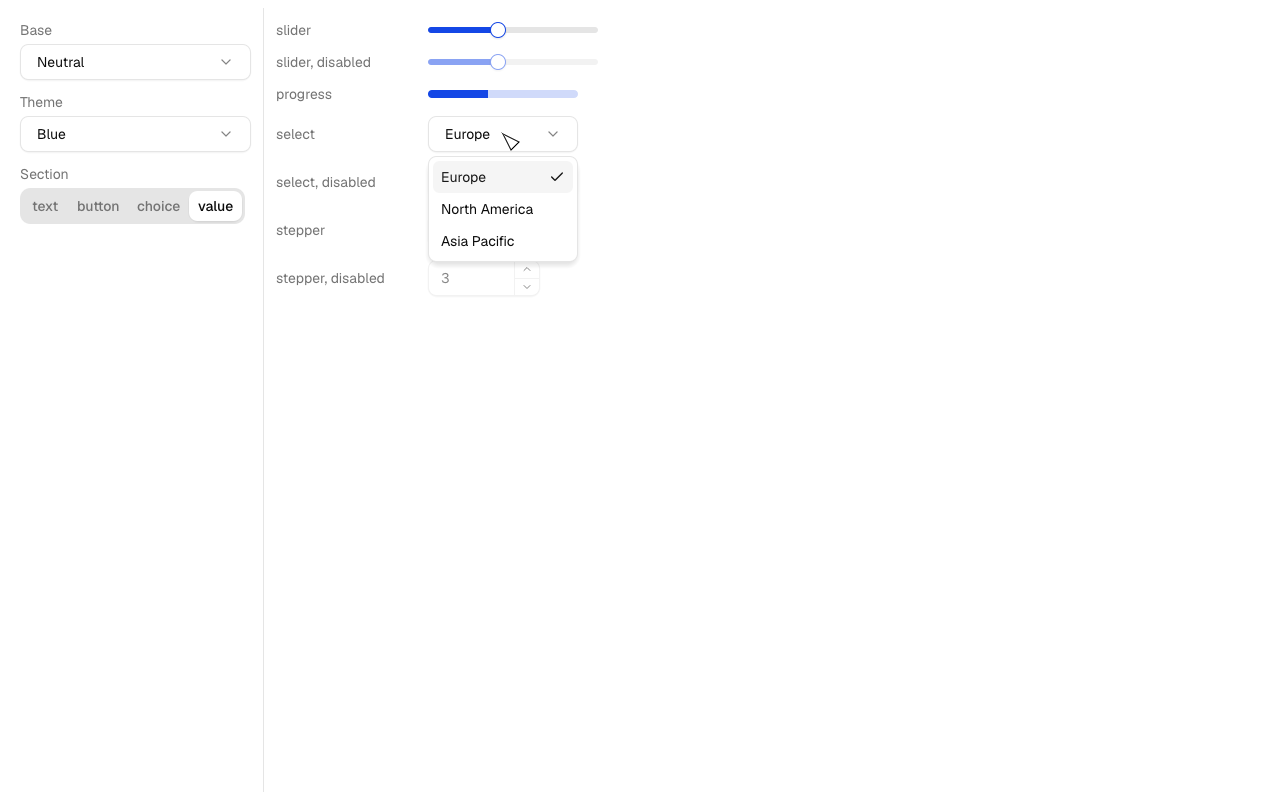 Base
Neutral
Theme
Blue
Section
text button choice value
slider
slider, disabled
progress
select
Europe
Europe
North America
Asia Pacific
select, disabled
stepper
stepper, disabled
3